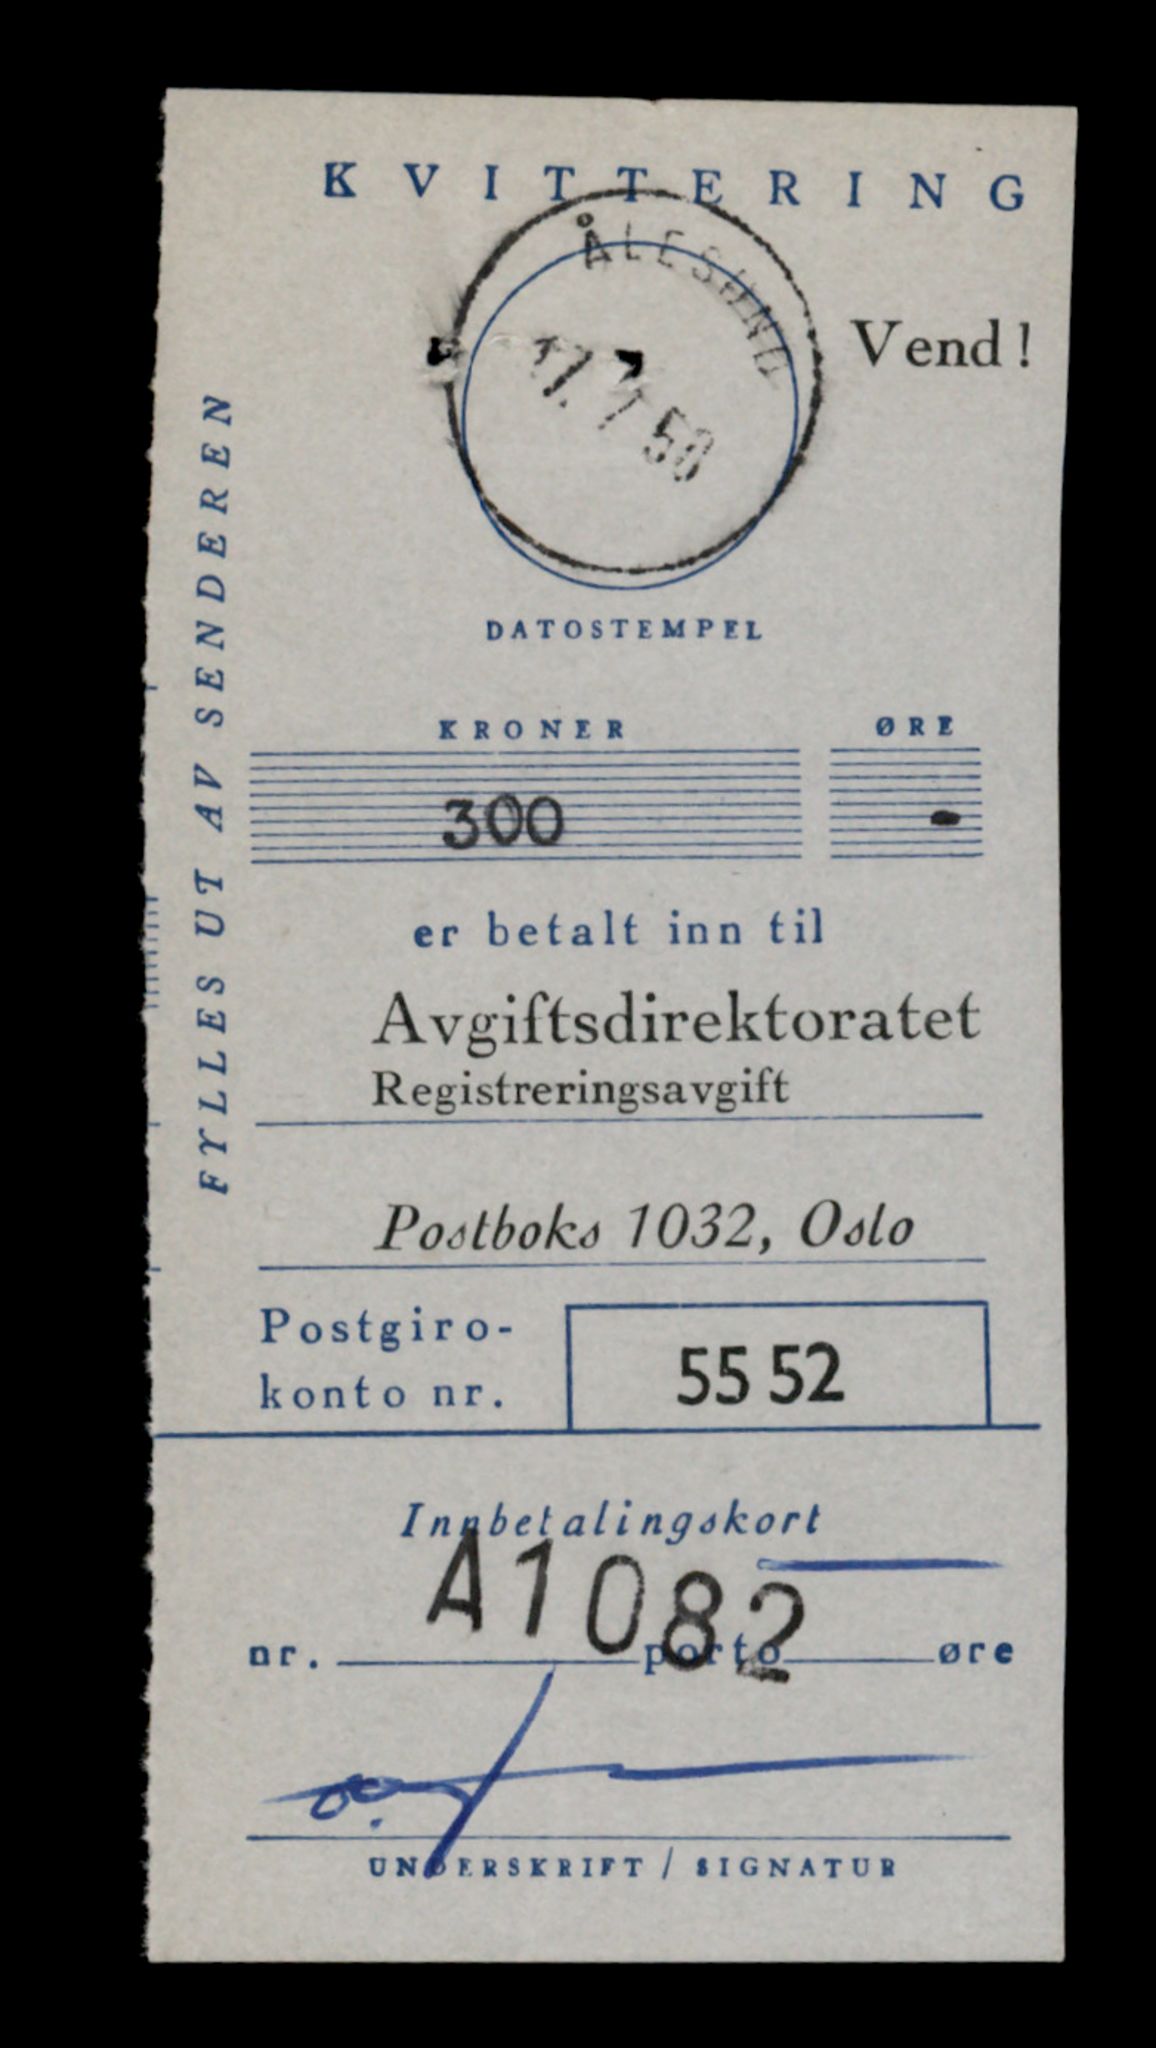 KVITTERING
ÅLESUND
Vend!
17. 7 58
DATOSTEMPEL
FYLLES UT AV SENDEREN
KRONER ØRE
300 -
er betalt inn til
Avgiftsdirektoratet
Registreringsavgift
Postboks 1032, Oslo
Postgiro-
konto nr.
55 52
Innbetalingskort
A1082
nr. porto øre
UNDERSKRIFT / SIGNATUR